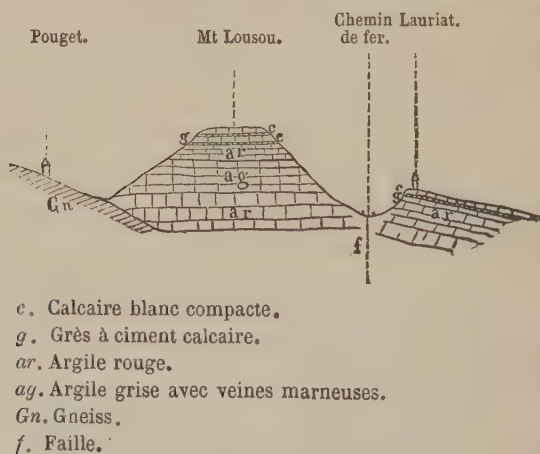 Pouget.
Mt Lousou.
Chemin Lauriat.
de fer.
g
c
e
ar
ag
ar
Gn
f
g
ar
c. Calcaire blanc compacte.
g. Grès à ciment calcaire.
ar. Argile rouge.
ag. Argile grise avec veines marneuses.
Gn. Gneiss.
f. Faille.